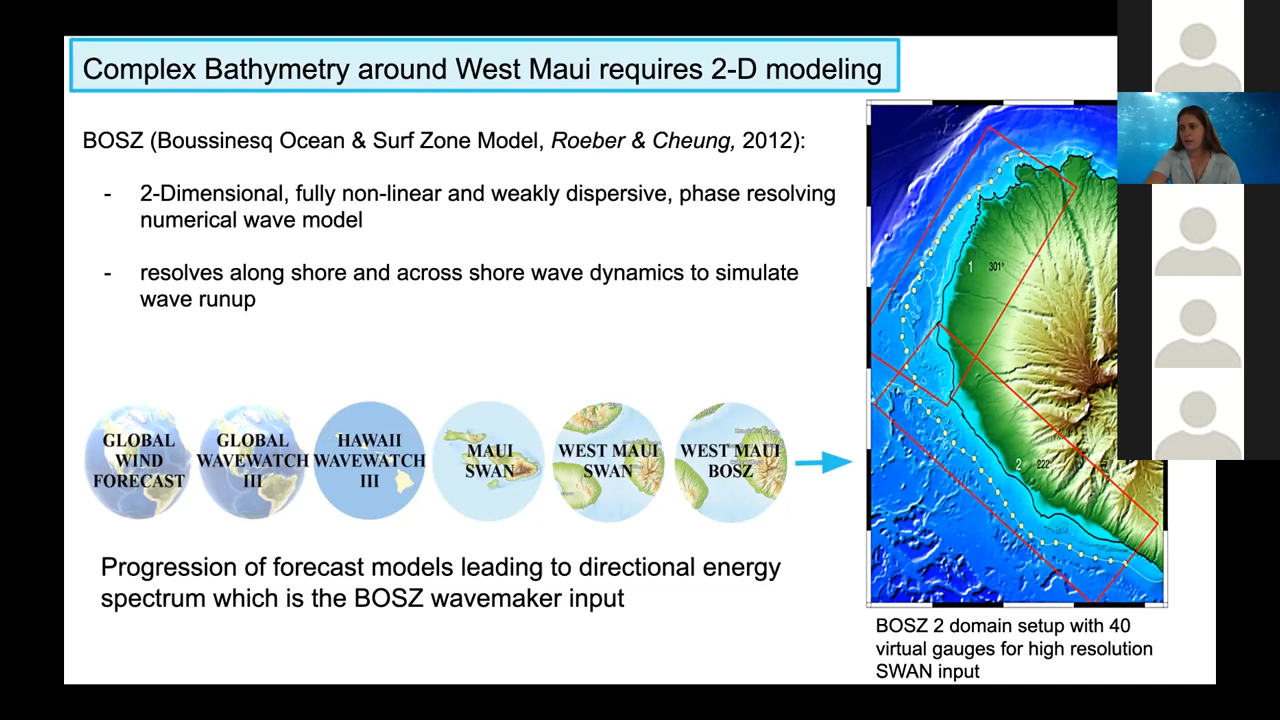 Complex Bathymetry around West Maui requires 2-D modeling
BOSZ (Boussinesq Ocean & Surf Zone Model, Roeber & Cheung, 2012):
- 2-Dimensional, fully non-linear and weakly dispersive, phase resolving
numerical wave model
- resolves along shore and across shore wave dynamics to simulate
wave runup
GLOBAL
WIND
FORECAST
GLOBAL
WAVEWATCH
III
HAWAII
WAVEWATCH
III
MAUI
SWAN
WEST MAUI
SWAN
WEST MAUI
BOSZ
Progression of forecast models leading to directional energy
spectrum which is the BOSZ wavemaker input
1 301°
2 222°
BOSZ 2 domain setup with 40
virtual gauges for high resolution
SWAN input